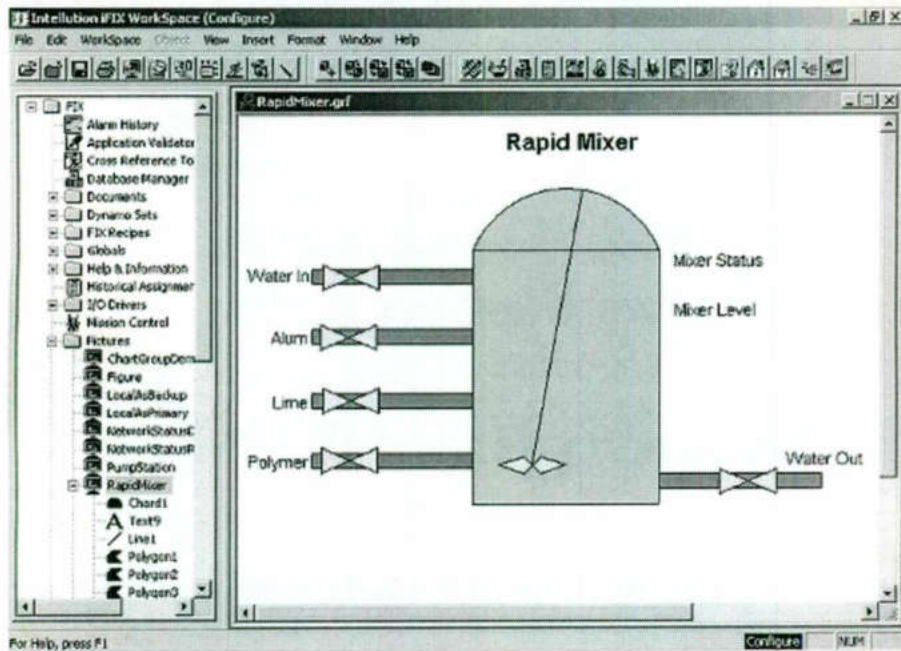 Intellution iFIX WorkSpace (Configure)
File Edit WorkSpace Object View Insert Format Window Help
FIX
Alarm History
Application Validator
Cross Reference To
Database Manager
Documents
Dynamo Sets
FIX Recipes
Globals
Help & Information
Historical Assignmen
I/O Drivers
Mission Control
Pictures
ChartGroupDem
Figure
LocalAsBackup
LocalAsPrimary
NetworkStatusD
NetworkStatusR
PumpStation
RapidMixer
Chord1
Text9
Line1
Polygon1
Polygon2
Polygon3
RapidMixer.grf
Rapid Mixer
Water In
Alum
Lime
Polymer
Mixer Status
Mixer Level
Water Out
For Help, press F1
Configure
NUM